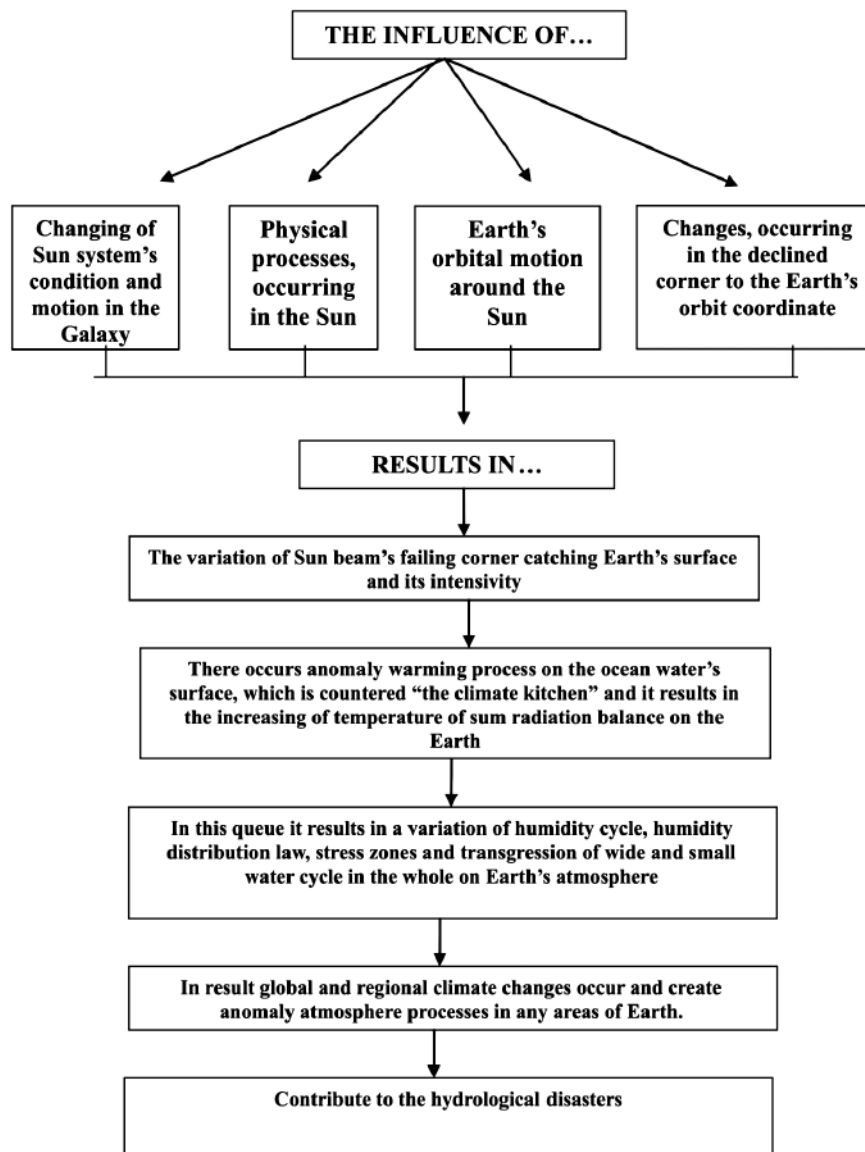 THE INFLUENCE OF…
Changing of
Sun system's
condition and
motion in the
Galaxy
Physical
processes,
occurring
in the Sun
Earth's
orbital motion
around the
Sun
Changes, occurring
in the declined
corner to the Earth's
orbit coordinate
RESULTS IN…
The variation of Sun beam's failing corner catching Earth's surface
and its intensivity
There occurs anomaly warming process on the ocean water's
surface, which is countered “the climate kitchen” and it results in
the increasing of temperature of sum radiation balance on the
Earth
In this queue it results in a variation of humidity cycle, humidity
distribution law, stress zones and transgression of wide and small
water cycle in the whole on Earth's atmosphere
In result global and regional climate changes occur and create
anomaly atmosphere processes in any areas of Earth.
Contribute to the hydrological disasters